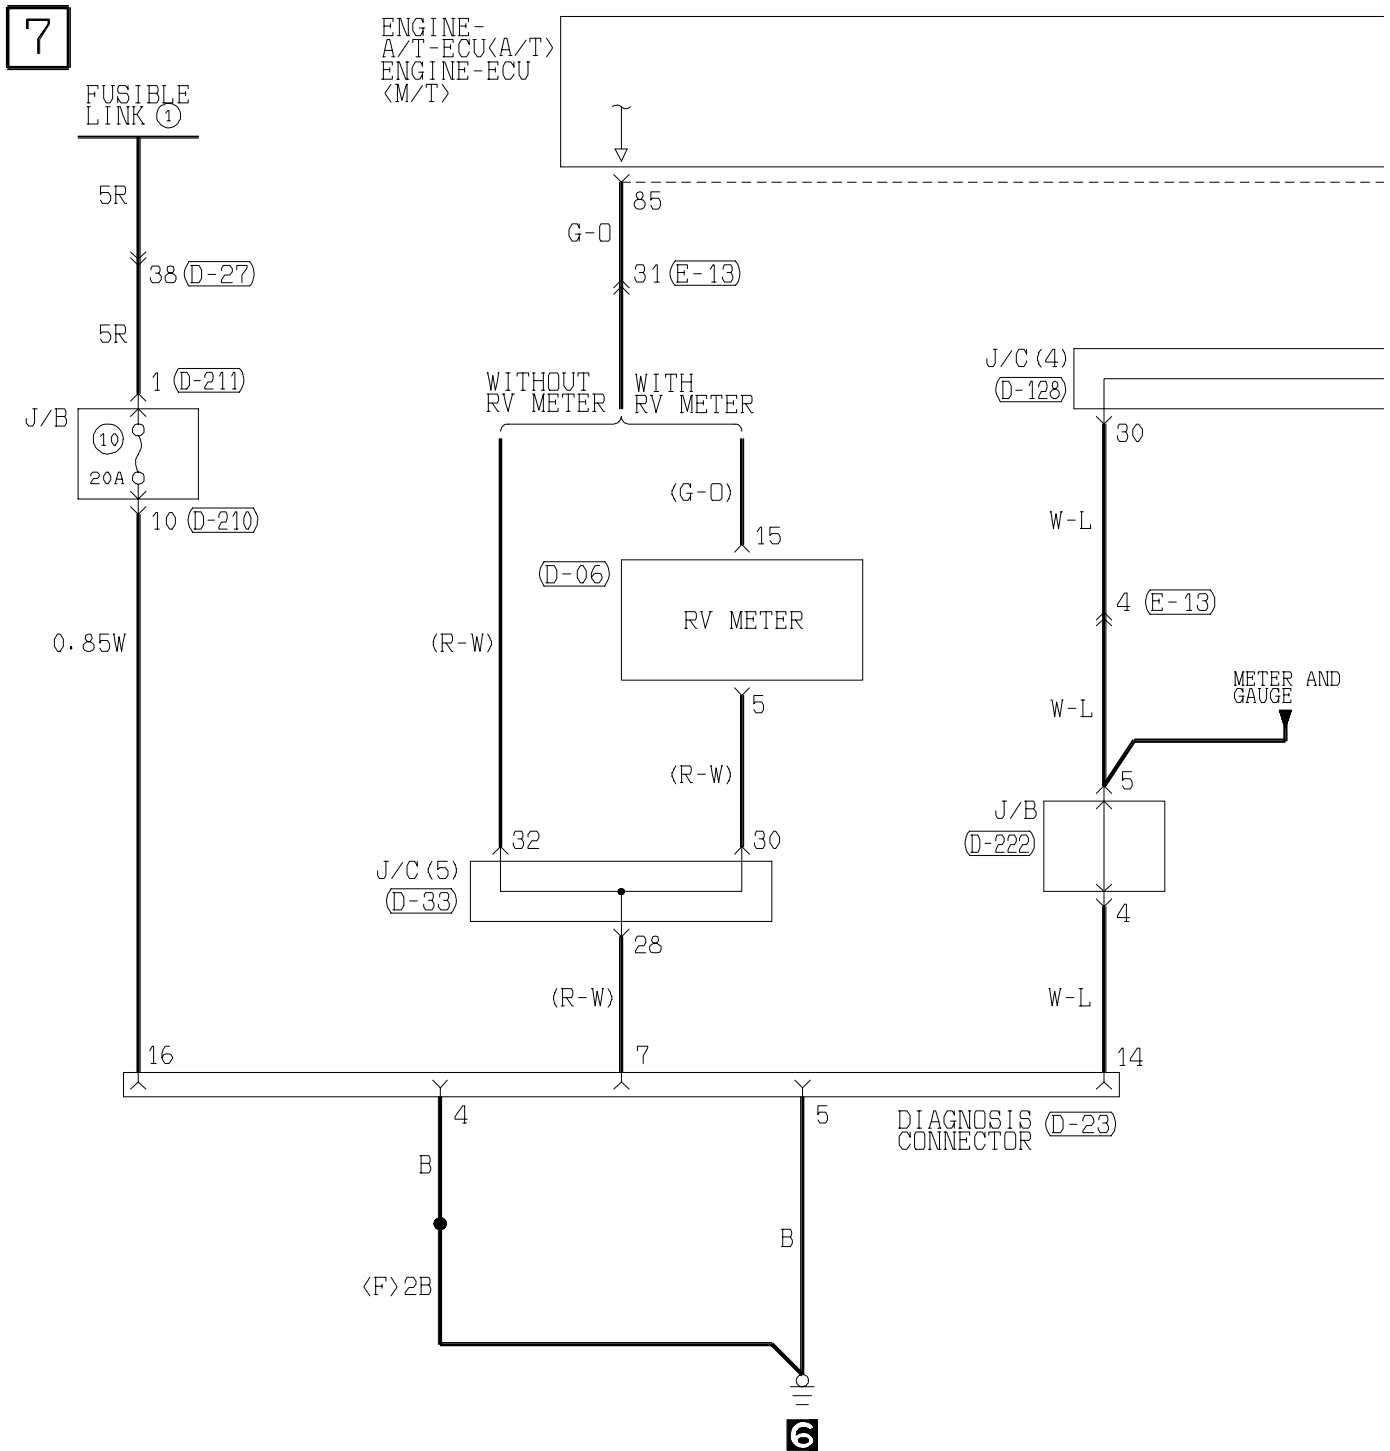 7
ENGINE-
A/T-ECU<A/T>
ENGINE-ECU
<M/T>
FUSIBLE
LINK ①
5R
85
G-O
38 (D-27)
31 (E-13)
5R
J/C(4)
(D-128)
1 (D-211)
WITHOUT
RV METER
WITH
RV METER
J/B
⑩
20A
30
10 (D-210)
(G-O)
W-L
15
(D-06)
RV METER
4 (E-13)
0.85W
(R-W)
METER AND
GAUGE
5
W-L
(R-W)
5
J/B
(D-222)
32
30
J/C(5)
(D-33)
4
28
(R-W)
W-L
16
7
14
4
5
DIAGNOSIS
CONNECTOR (D-23)
B
B
<F>2B
6